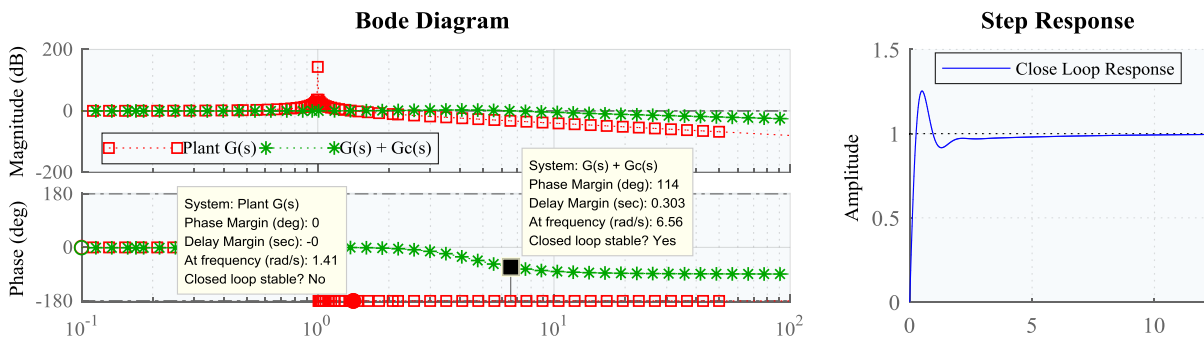 Bode Diagram
Magnitude (dB)
200
0
-200
Plant G(s)
G(s) + Gc(s)
System: G(s) + Gc(s)
Phase Margin (deg): 114
Delay Margin (sec): 0.303
At frequency (rad/s): 6.56
Closed loop stable? Yes
Phase (deg)
180
0
-180
System: Plant G(s)
Phase Margin (deg): 0
Delay Margin (sec): -0
At frequency (rad/s): 1.41
Closed loop stable? No
10^-1
10^0
10^1
10^2
Step Response
Amplitude
1.5
1
0.5
0
Close Loop Response
0
5
10